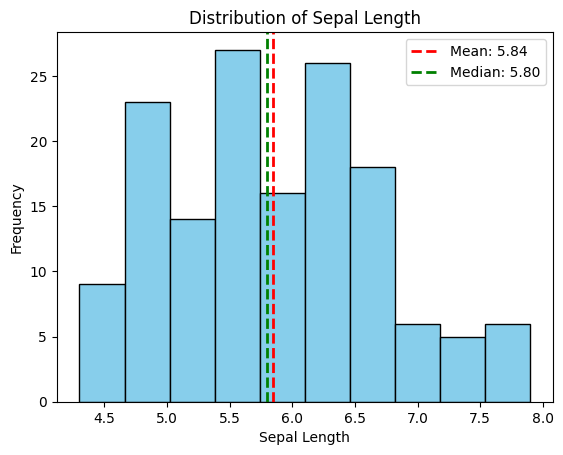 Distribution of Sepal Length
Mean: 5.84
Median: 5.80
Frequency
25
20
15
10
5
0
4.5 5.0 5.5 6.0 6.5 7.0 7.5 8.0
Sepal Length